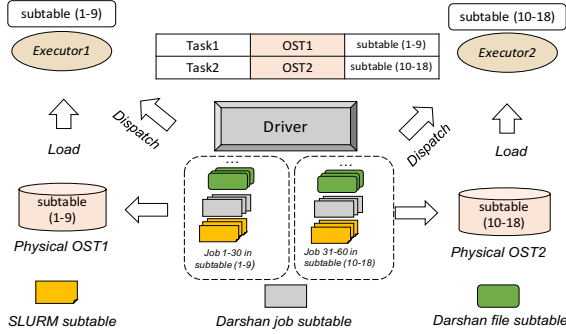 subtable (1-9)
Executor1
Task1 OST1 subtable (1-9)
Task2 OST2 subtable (10-18)
subtable (10-18)
Executor2
Dispatch
Driver
Dispatch
Load
Load
...
...
subtable
(1-9)
Physical OST1
Job 1-30 in
subtable (1-9)
Job 31-60 in
subtable (10-18)
subtable
(10-18)
Physical OST2
SLURM subtable
Darshan job subtable
Darshan file subtable